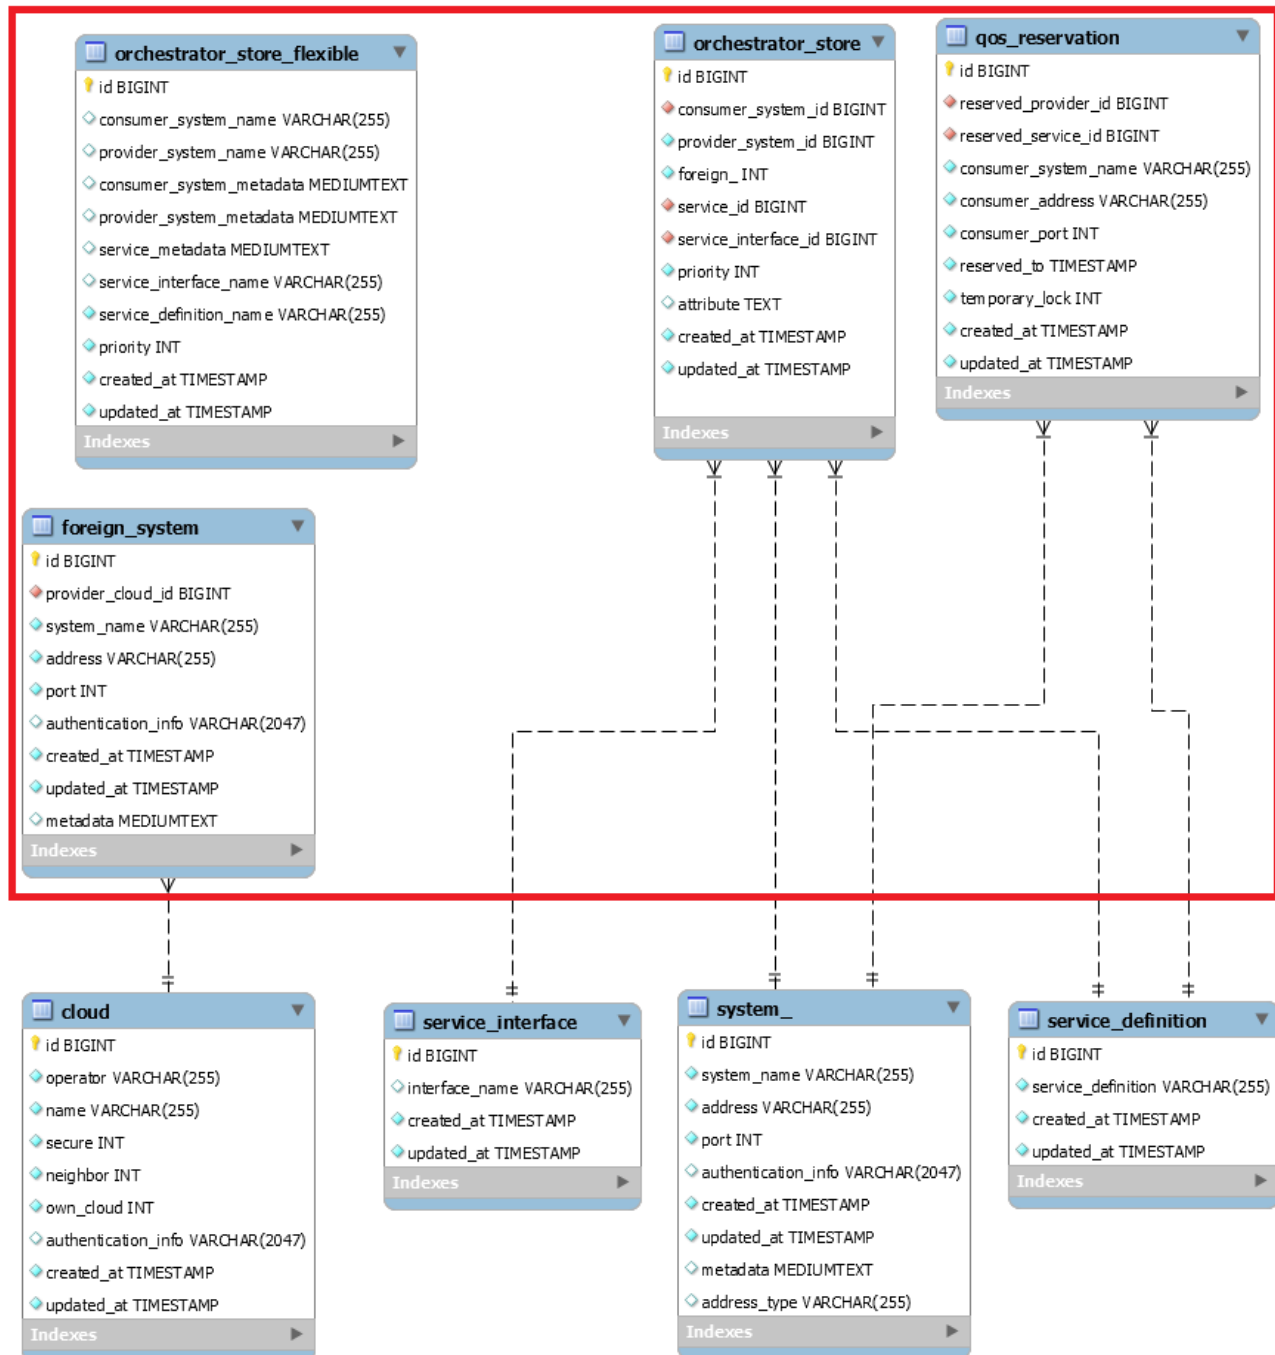 orchestrator_store_flexible
id BIGINT
consumer_system_name VARCHAR(255)
provider_system_name VARCHAR(255)
consumer_system_metadata MEDIUMTEXT
provider_system_metadata MEDIUMTEXT
service_metadata MEDIUMTEXT
service_interface_name VARCHAR(255)
service_definition_name VARCHAR(255)
priority INT
created_at TIMESTAMP
updated_at TIMESTAMP
Indexes
orchestrator_store
id BIGINT
consumer_system_id BIGINT
provider_system_id BIGINT
foreign_ INT
service_id BIGINT
service_interface_id BIGINT
priority INT
attribute TEXT
created_at TIMESTAMP
updated_at TIMESTAMP
Indexes
qos_reservation
id BIGINT
reserved_provider_id BIGINT
reserved_service_id BIGINT
consumer_system_name VARCHAR(255)
consumer_address VARCHAR(255)
consumer_port INT
reserved_to TIMESTAMP
temporary_lock INT
created_at TIMESTAMP
updated_at TIMESTAMP
Indexes
foreign_system
id BIGINT
provider_cloud_id BIGINT
system_name VARCHAR(255)
address VARCHAR(255)
port INT
authentication_info VARCHAR(2047)
created_at TIMESTAMP
updated_at TIMESTAMP
metadata MEDIUMTEXT
Indexes
cloud
id BIGINT
operator VARCHAR(255)
name VARCHAR(255)
secure INT
neighbor INT
own_cloud INT
authentication_info VARCHAR(2047)
created_at TIMESTAMP
updated_at TIMESTAMP
Indexes
service_interface
id BIGINT
interface_name VARCHAR(255)
created_at TIMESTAMP
updated_at TIMESTAMP
Indexes
system_
id BIGINT
system_name VARCHAR(255)
address VARCHAR(255)
port INT
authentication_info VARCHAR(2047)
created_at TIMESTAMP
updated_at TIMESTAMP
metadata MEDIUMTEXT
address_type VARCHAR(255)
Indexes
service_definition
id BIGINT
service_definition VARCHAR(255)
created_at TIMESTAMP
updated_at TIMESTAMP
Indexes